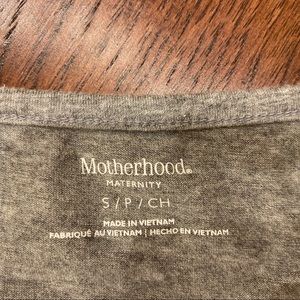 Motherhood®
MATERNITY
S / P / CH
MADE IN VIETNAM
FABRIQUÉ AU VIETNAM | HECHO EN VIETNAM